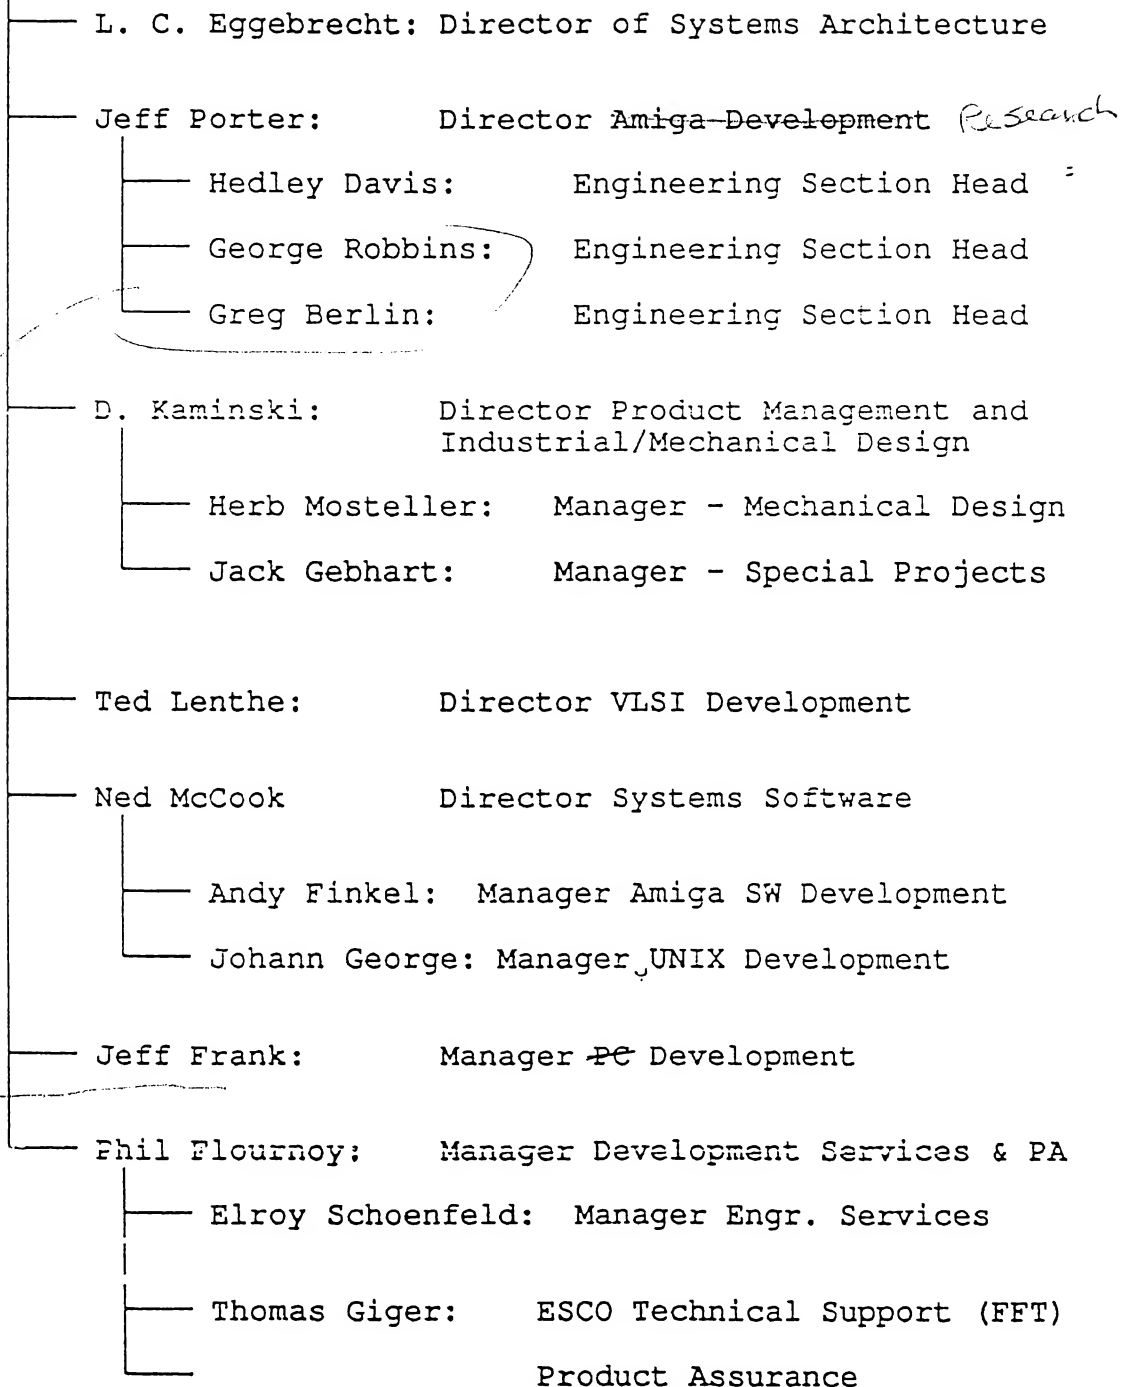 L. C. Eggebrecht: Director of Systems Architecture
Jeff Porter: Director Amiga Development Research
Hedley Davis: Engineering Section Head
George Robbins: Engineering Section Head
Greg Berlin: Engineering Section Head
D. Kaminski: Director Product Management and
Industrial/Mechanical Design
Herb Mosteller: Manager - Mechanical Design
Jack Gebhart: Manager - Special Projects
Ted Lenthe: Director VLSI Development
Ned McCook Director Systems Software
Andy Finkel: Manager Amiga SW Development
Johann George: Manager UNIX Development
Jeff Frank: Manager PC Development
Phil Flournoy: Manager Development Services & PA
Elroy Schoenfeld: Manager Engr. Services
Thomas Giger: ESCO Technical Support (FFT)
Product Assurance